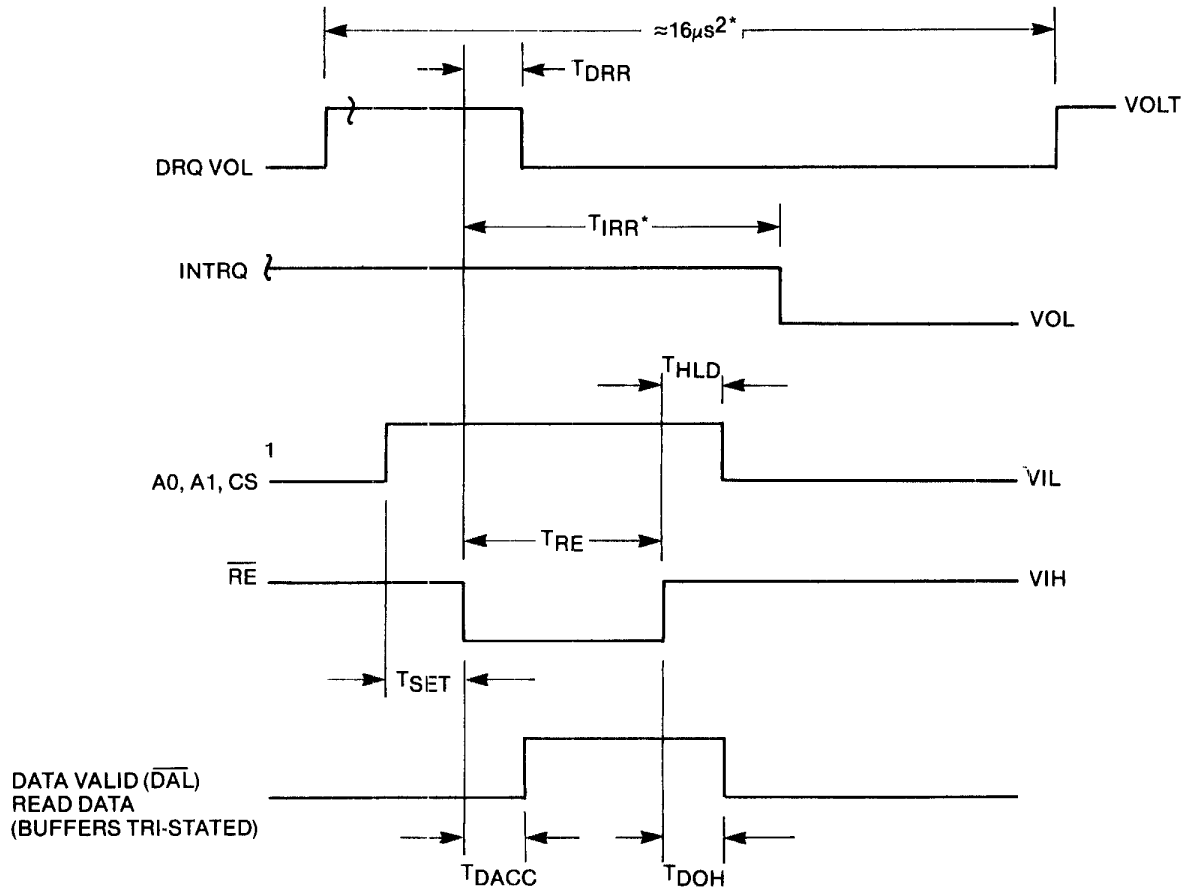 ≈16µs2*
TDRR
VOLT
DRQ VOL
TIRR*
INTRQ
VOL
THLD
1
A0, A1, CS
VIL
TRE
RE
VIH
TSET
DATA VALID (DAL)
READ DATA
(BUFFERS TRI-STATED)
TDACC
TDOH